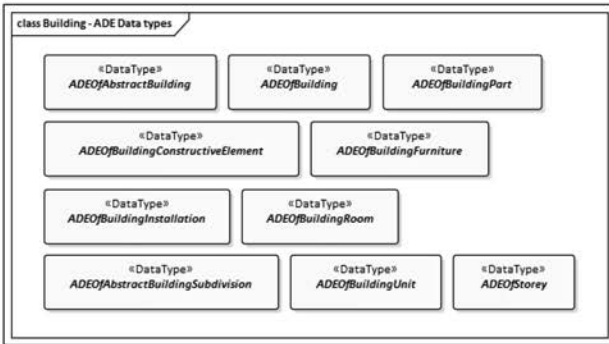 class Building - ADE Data types
«DataType» «DataType» «DataType»
ADEOfAbstractBuilding ADEOfBuilding ADEOfBuildingPart
«DataType» «DataType»
ADEOfBuildingConstructiveElement ADEOfBuildingFurniture
«DataType» «DataType»
ADEOfBuildingInstallation ADEOfBuildingRoom
«DataType» «DataType» «DataType»
ADEOfAbstractBuildingSubdivision ADEOfBuildingUnit ADEOfStorey